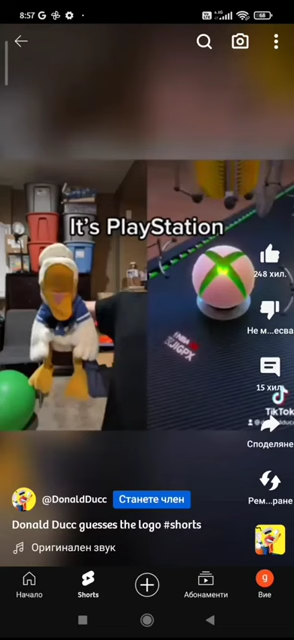 8:57
68
It's PlayStation
248 хил.
Не м...есва
15 хил.
TikTok
Споделяне
@DonaldDucc
Станете член
Рем...ране
Donald Ducc guesses the logo #shorts
Оригинален звук
Начало
Shorts
Абонаменти
g
Вие